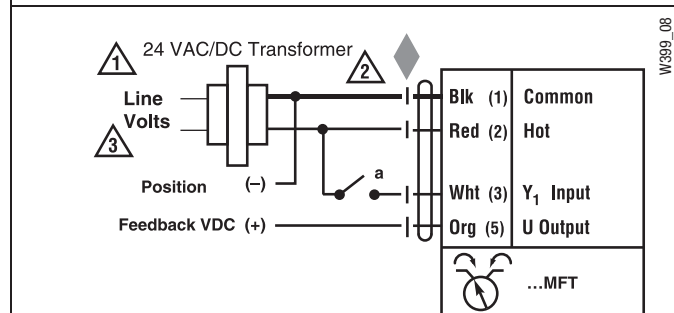 W399_08
1 24 VAC/DC Transformer
2
Line
Volts
3
Blk (1) Common
Red (2) Hot
a
Position (–)
Wht (3) Y₁ Input
Feedback VDC (+)
Org (5) U Output
...MFT